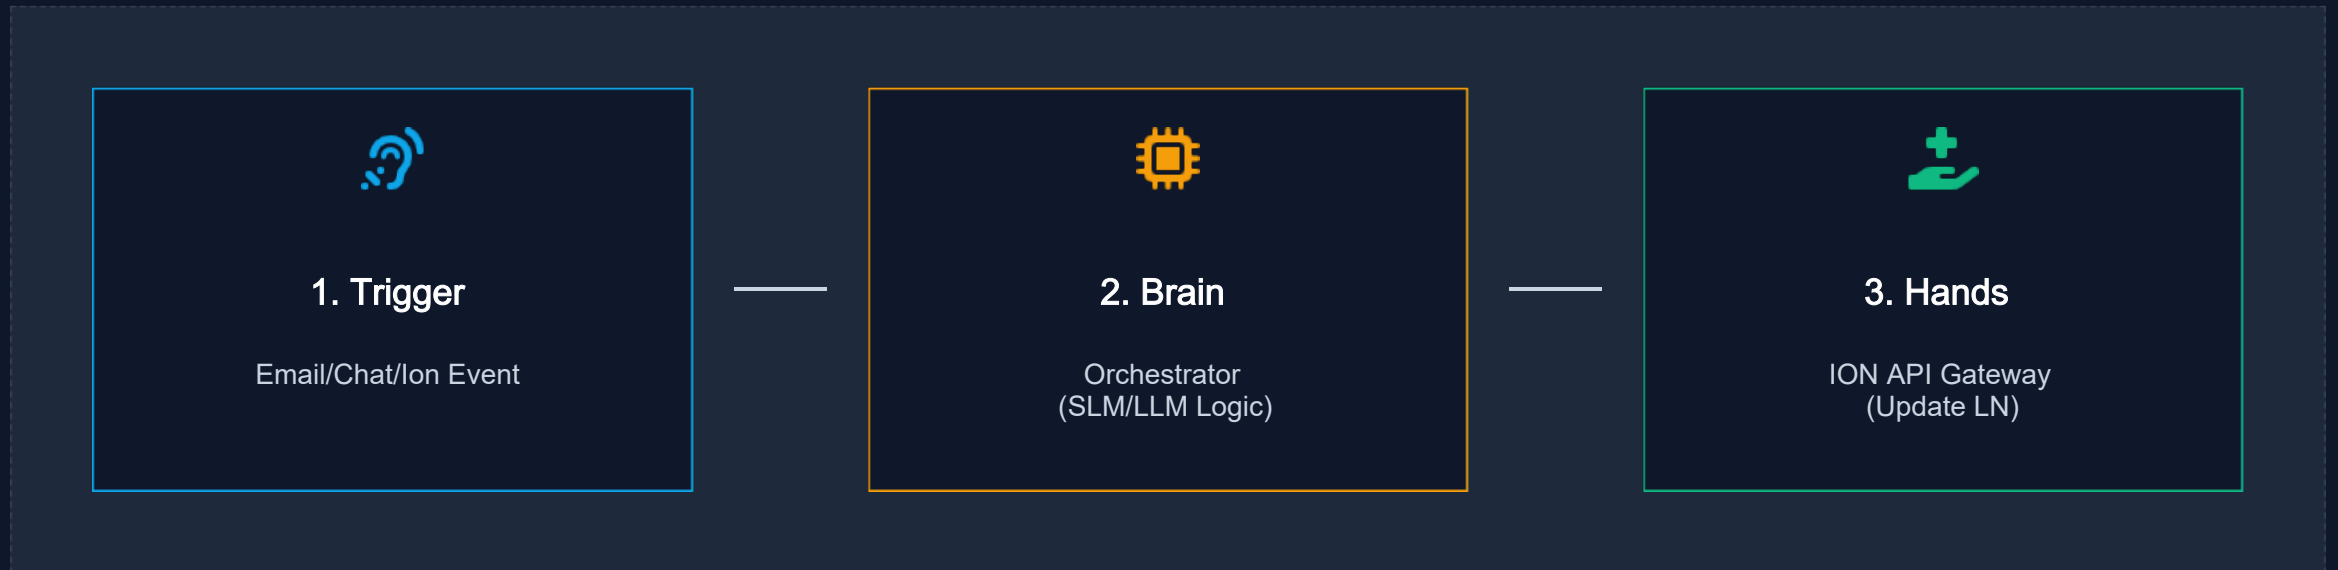 1. Trigger
Email/Chat/Ion Event
2. Brain
Orchestrator
(SLM/LLM Logic)
3. Hands
ION API Gateway
(Update LN)